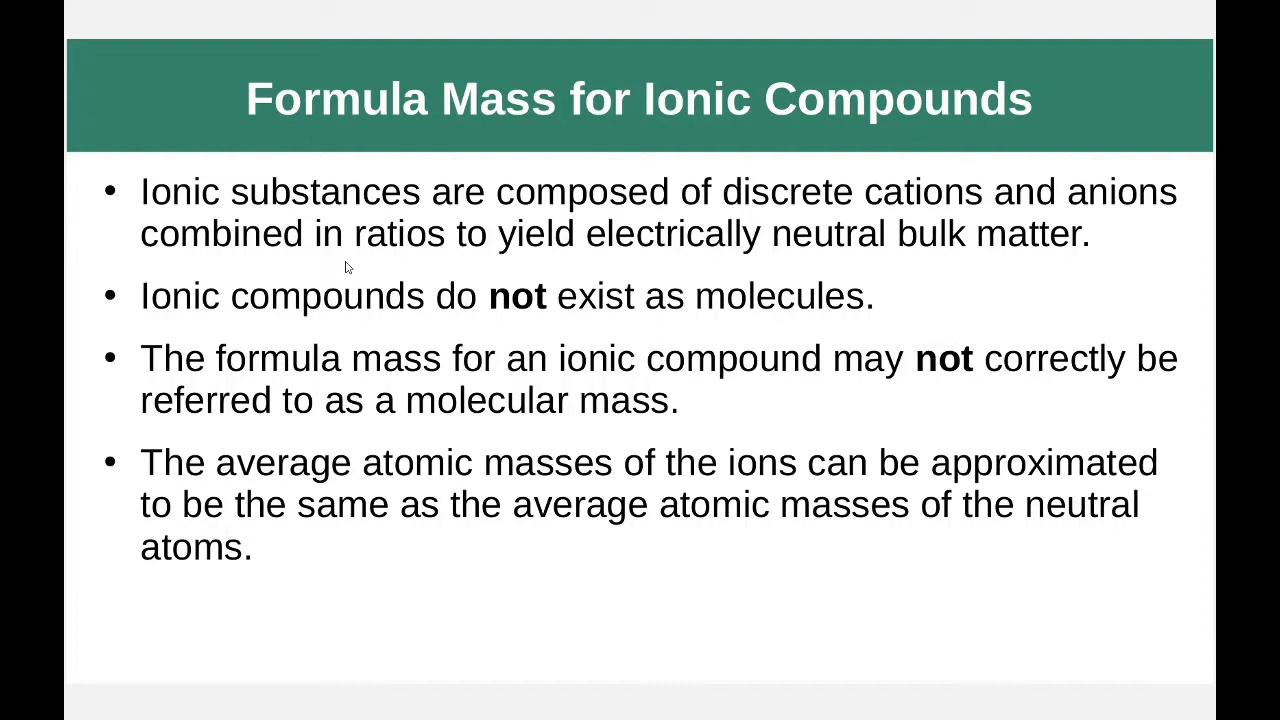 Formula Mass for Ionic Compounds
• Ionic substances are composed of discrete cations and anions
combined in ratios to yield electrically neutral bulk matter.
• Ionic compounds do not exist as molecules.
• The formula mass for an ionic compound may not correctly be
referred to as a molecular mass.
• The average atomic masses of the ions can be approximated
to be the same as the average atomic masses of the neutral
atoms.